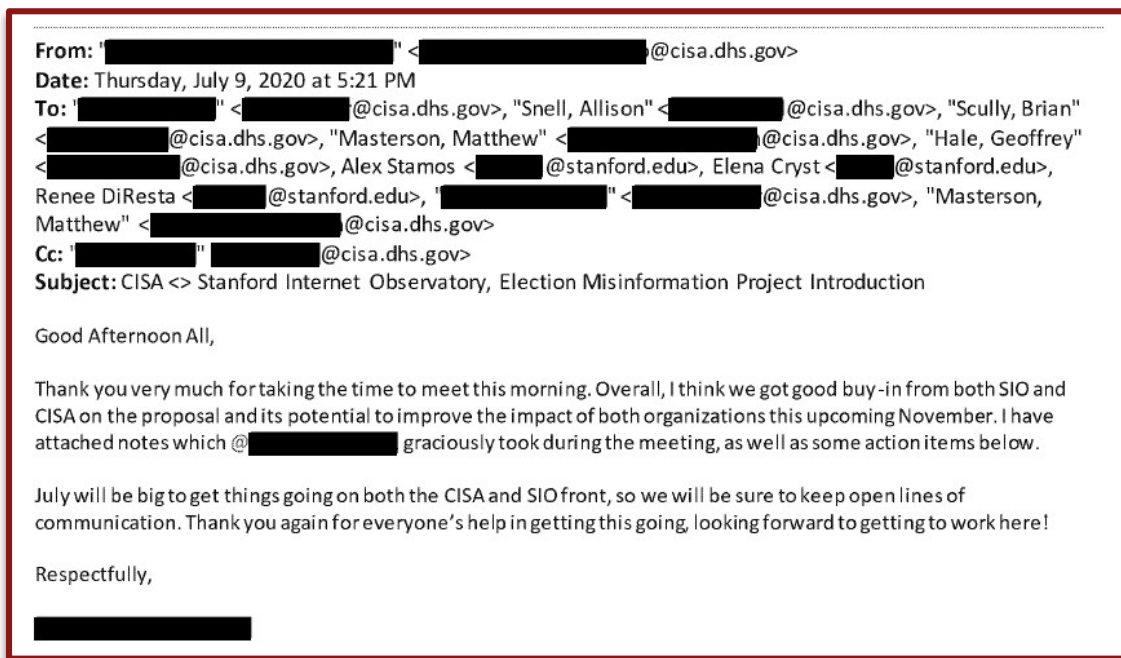 From: "" <@cisa.dhs.gov>
Date: Thursday, July 9, 2020 at 5:21 PM
To: "" <@cisa.dhs.gov>, "Snell, Allison" <@cisa.dhs.gov>, "Scully, Brian"
<@cisa.dhs.gov>, "Masterson, Matthew" <@cisa.dhs.gov>, "Hale, Geoffrey"
<@cisa.dhs.gov>, Alex Stamos <@stanford.edu>, Elena Cryst <@stanford.edu>,
Renee DiResta <@stanford.edu>, "" <@cisa.dhs.gov>, "Masterson,
Matthew" <@cisa.dhs.gov>
Cc: "" @cisa.dhs.gov>
Subject: CISA <> Stanford Internet Observatory, Election Misinformation Project Introduction
Good Afternoon All,
Thank you very much for taking the time to meet this morning. Overall, I think we got good buy-in from both SIO and
CISA on the proposal and its potential to improve the impact of both organizations this upcoming November. I have
attached notes which @ graciously took during the meeting, as well as some action items below.
July will be big to get things going on both the CISA and SIO front, so we will be sure to keep open lines of
communication. Thank you again for everyone's help in getting this going, looking forward to getting to work here!
Respectfully,